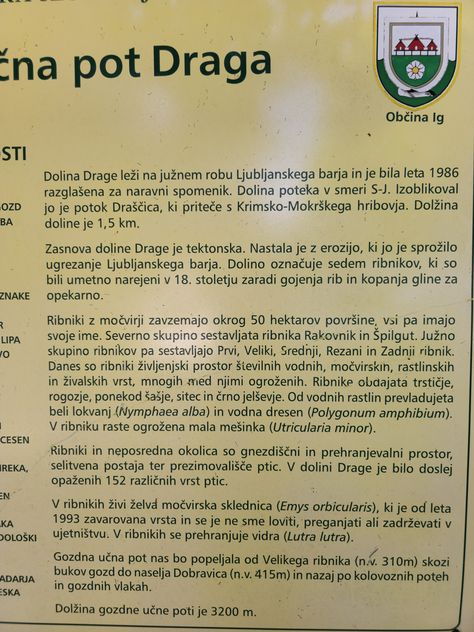 čna pot Draga
Občina Ig
OSTI
GOZD
BA
ZNAKE
R
LIPA
VO
CESEN
REKA,
EN
AKA
DOLOŠKI
ADARJA
ESKA
Dolina Drage leži na južnem robu Ljubljanskega barja in je bila leta 1986
razglašena za naravni spomenik. Dolina poteka v smeri S-J. Izoblikoval
jo je potok Draščica, ki priteče s Krimsko-Mokrškega hribovja. Dolžina
doline je 1,5 km.
Zasnova doline Drage je tektonska. Nastala je z erozijo, ki jo je sprožilo
ugrezanje Ljubljanskega barja. Dolino označuje sedem ribnikov, ki so
bili umetno narejeni v 18. stoletju zaradi gojenja rib in kopanja gline za
opekarno.
Ribniki z močvirji zavzemajo okrog 50 hektarov površine, vsi pa imajo
svoje ime. Severno skupino sestavljata ribnika Rakovnik in Špilgut. Južno
skupino ribnikov pa sestavljajo Prvi, Veliki, Srednji, Rezani in Zadnji ribnik.
Danes so ribniki življenjski prostor številnih vodnih, močvirskih, rastlinskih
in živalskih vrst, mnogih med njimi ogroženih. Ribnike obdajata trstičje,
rogozje, ponekod šašje, sitec in črno jelševje. Od vodnih rastlin prevladujeta
beli lokvanj (Nymphaea alba) in vodna dresen (Polygonum amphibium).
V ribniku raste ogrožena mala mešinka (Utricularia minor).
Ribniki in neposredna okolica so gnezdiščni in prehranjevalni prostor,
selitvena postaja ter prezimovališče ptic. V dolini Drage je bilo doslej
opaženih 152 različnih vrst ptic.
V ribnikih živi želva močvirska sklednica (Emys orbicularis), ki je od leta
1993 zavarovana vrsta in se je ne sme loviti, preganjati ali zadrževati v
ujetništvu. V ribnikih se prehranjuje vidra (Lutra lutra).
Gozdna učna pot nas bo popeljala od Velikega ribnika (n.v. 310m) skozi
bukov gozd do naselja Dobravica (n.v. 415m) in nazaj po kolovoznih poteh
in gozdnih vlakah.
Dolžina gozdne učne poti je 3200 m.